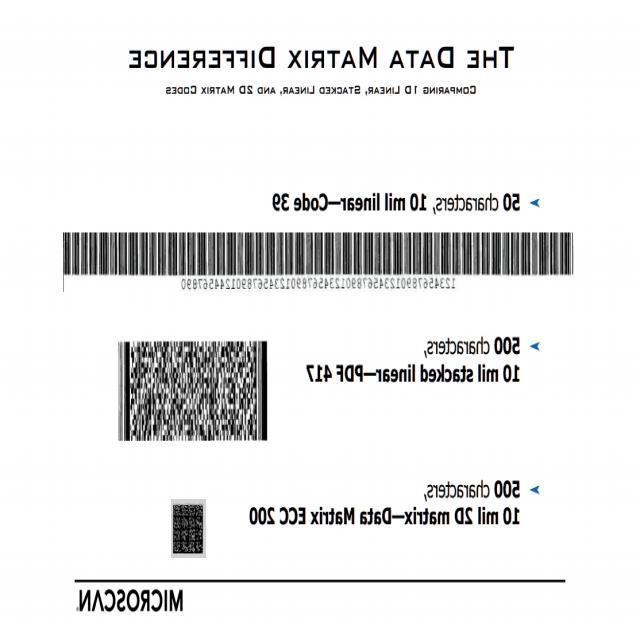 THE DATA MATRIX DIFFERENCE
COMPARING 1D LINEAR, STACKED LINEAR, AND 2D MATRIX CODES
➤ 50 characters, 10 mil linear—Code 39
12345678901234567890123456789012345678901244567890
➤ 500 characters,
10 mil stacked linear—PDF 417
➤ 500 characters,
10 mil 2D matrix—Data Matrix ECC 200
MICROSCAN®